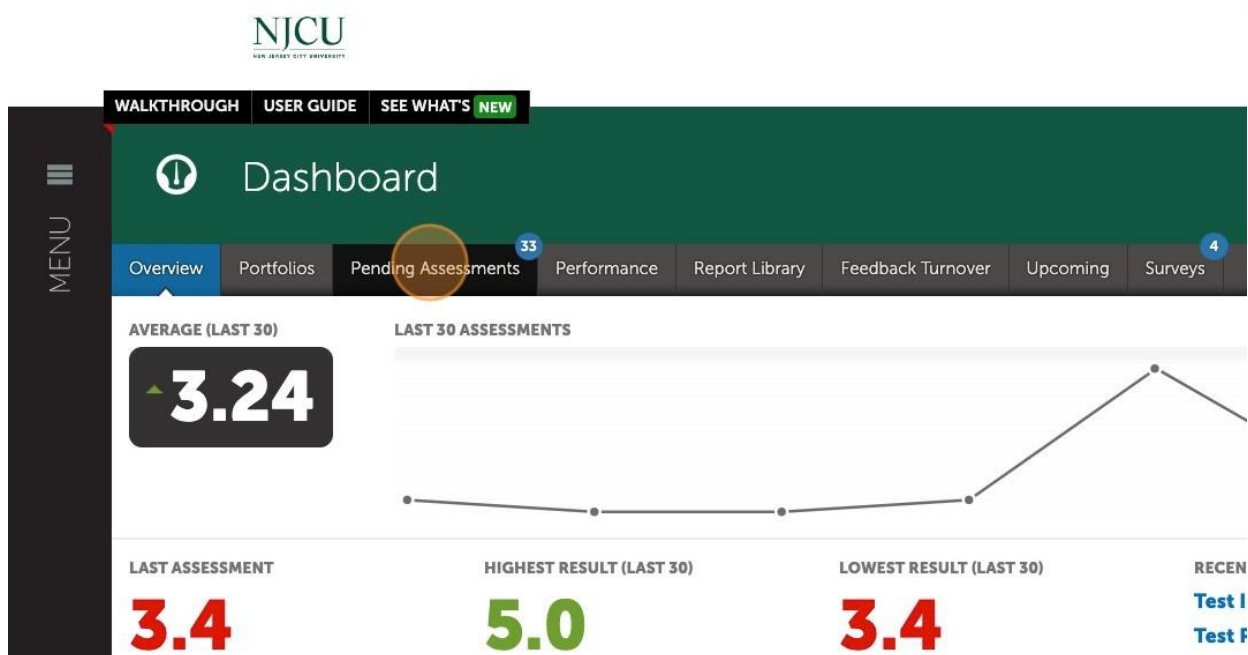 NJCU
NEW JERSEY CITY UNIVERSITY
WALKTHROUGH USER GUIDE SEE WHAT'S NEW
MENU
Dashboard
Overview Portfolios Pending Assessments 33 Performance Report Library Feedback Turnover Upcoming Surveys 4
AVERAGE (LAST 30) LAST 30 ASSESSMENTS
3.24
LAST ASSESSMENT HIGHEST RESULT (LAST 30) LOWEST RESULT (LAST 30)
3.4 5.0 3.4
Test
Test